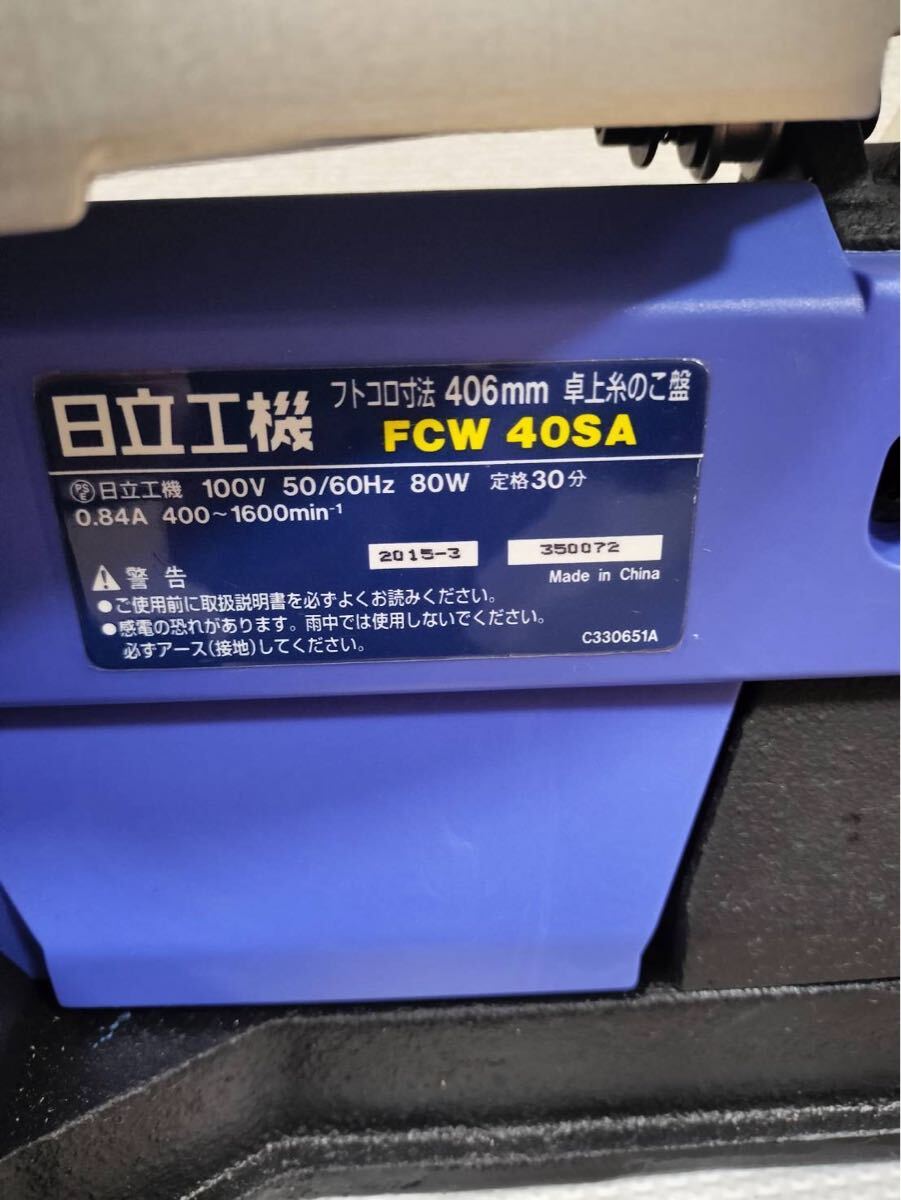 日立工機 フトコロ寸法 406mm 卓上糸のこ盤
FCW 40SA
PSE 日立工機 100V 50/60Hz 80W 定格30分
0.84A 400~1600min-1
2015-3 350072
警告 Made in China
●ご使用前に取扱説明書を必ずよくお読みください。
●感電の恐れがあります。雨中では使用しないでください。
必ずアース(接地)してください。 C330651A